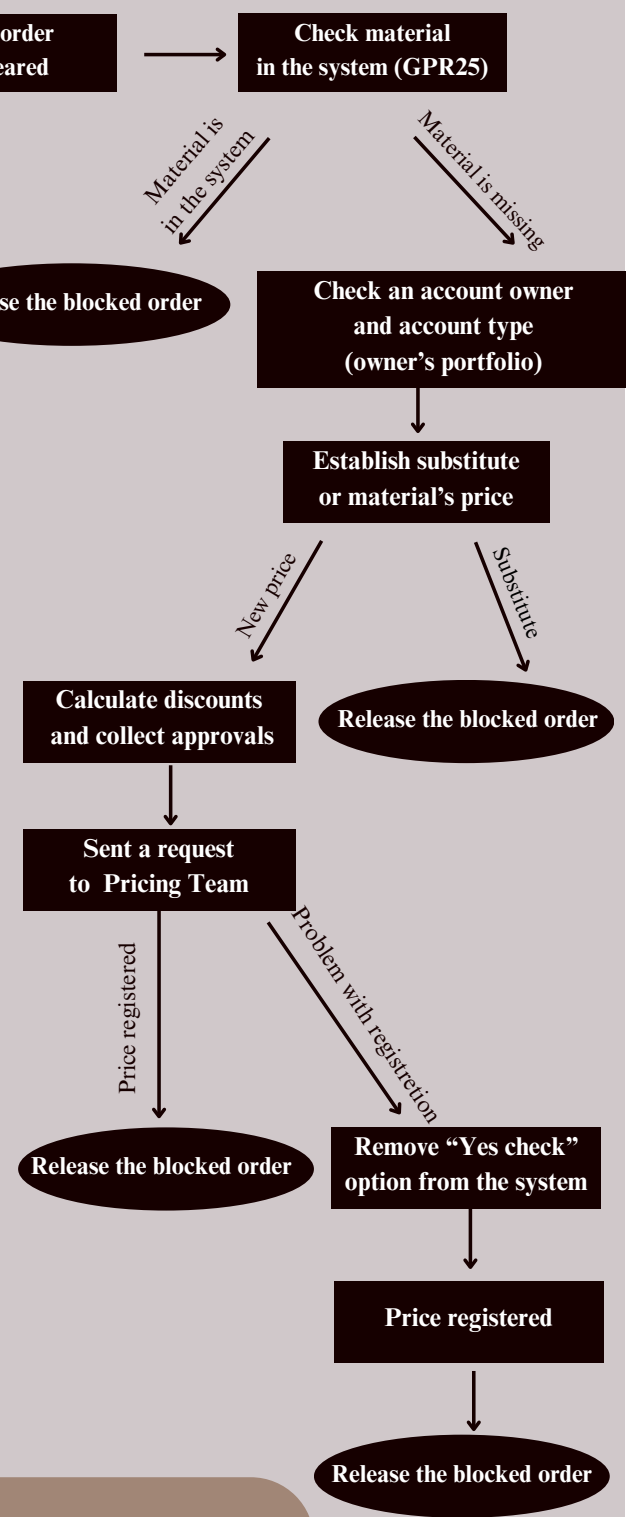 order
Check material
in the system (GPR25)
Material is
in the system
Material is missing
the blocked order
Check an account owner
and account type
(owner’s portfolio)
Establish substitute
or material’s price
New price
Substitute
Calculate discounts
and collect approvals
Release the blocked order
Sent a request
to Pricing Team
Price registered
Problem with registretion
Release the blocked order
Remove “Yes check”
option from the system
Price registered
Release the blocked order